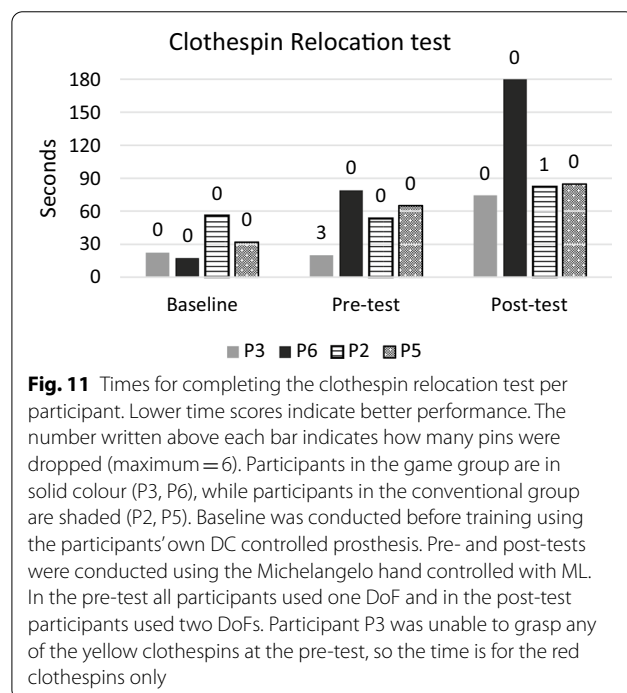 Clothespin Relocation test
180
150
120
90
60
30
0
Seconds
0
0
0
0
3
0
0
0
0
0
1
0
Baseline
Pre-test
Post-test
P3 P6 P2 P5
Fig. 11 Times for completing the clothespin relocation test per
participant. Lower time scores indicate better performance. The
number written above each bar indicates how many pins were
dropped (maximum = 6). Participants in the game group are in
solid colour (P3, P6), while participants in the conventional group
are shaded (P2, P5). Baseline was conducted before training using
the participants' own DC controlled prosthesis. Pre- and post-tests
were conducted using the Michelangelo hand controlled with ML.
In the pre-test all participants used one DoF and in the post-test
participants used two DoFs. Participant P3 was unable to grasp any
of the yellow clothespins at the pre-test, so the time is for the red
clothespins only